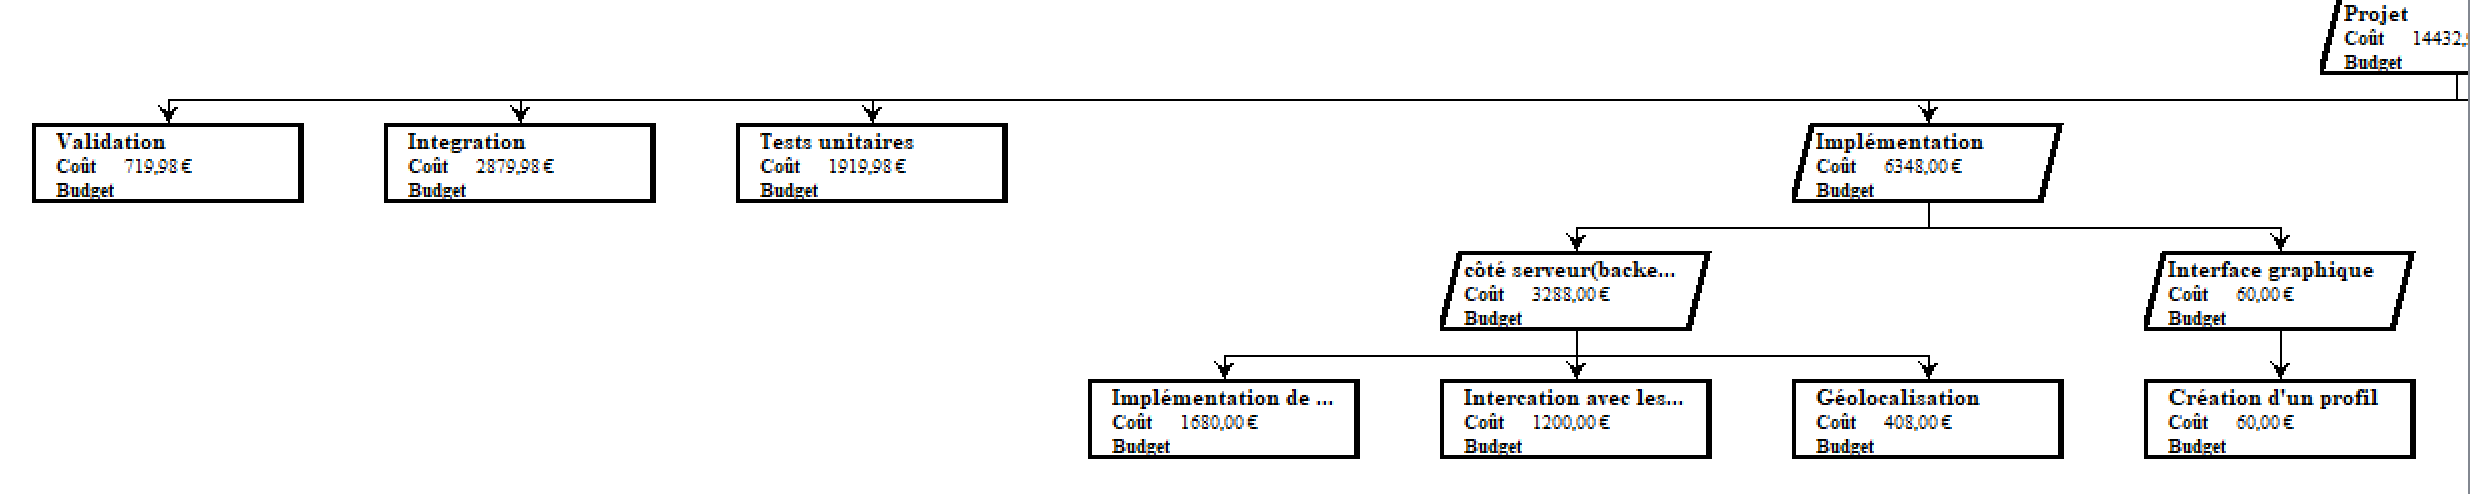 Projet
Coût 14432,
Budget
Validation
Coût 719,98 €
Budget
Integration
Coût 2879,98 €
Budget
Tests unitaires
Coût 1919,98 €
Budget
Implémentation
Coût 6348,00 €
Budget
côté serveur(backe...
Coût 3288,00 €
Budget
Interface graphique
Coût 60,00 €
Budget
Implémentation de ...
Coût 1680,00 €
Budget
Intercation avec les...
Coût 1200,00 €
Budget
Géolocalisation
Coût 408,00 €
Budget
Création d'un profil
Coût 60,00 €
Budget